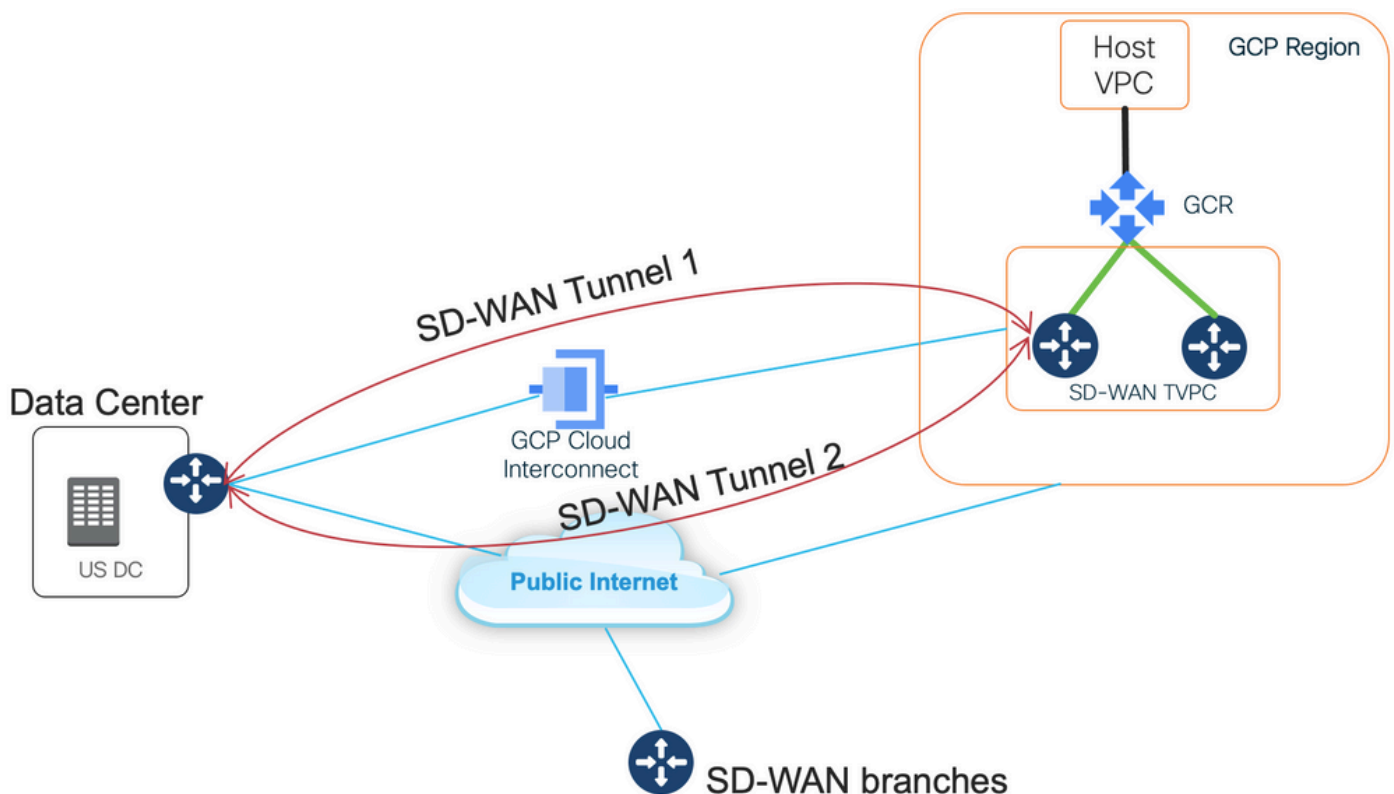 Host
VPC
GCP Region
GCR
SD-WAN Tunnel 1
SD-WAN TVPC
Data Center
GCP Cloud
Interconnect
SD-WAN Tunnel 2
US DC
Public Internet
SD-WAN branches